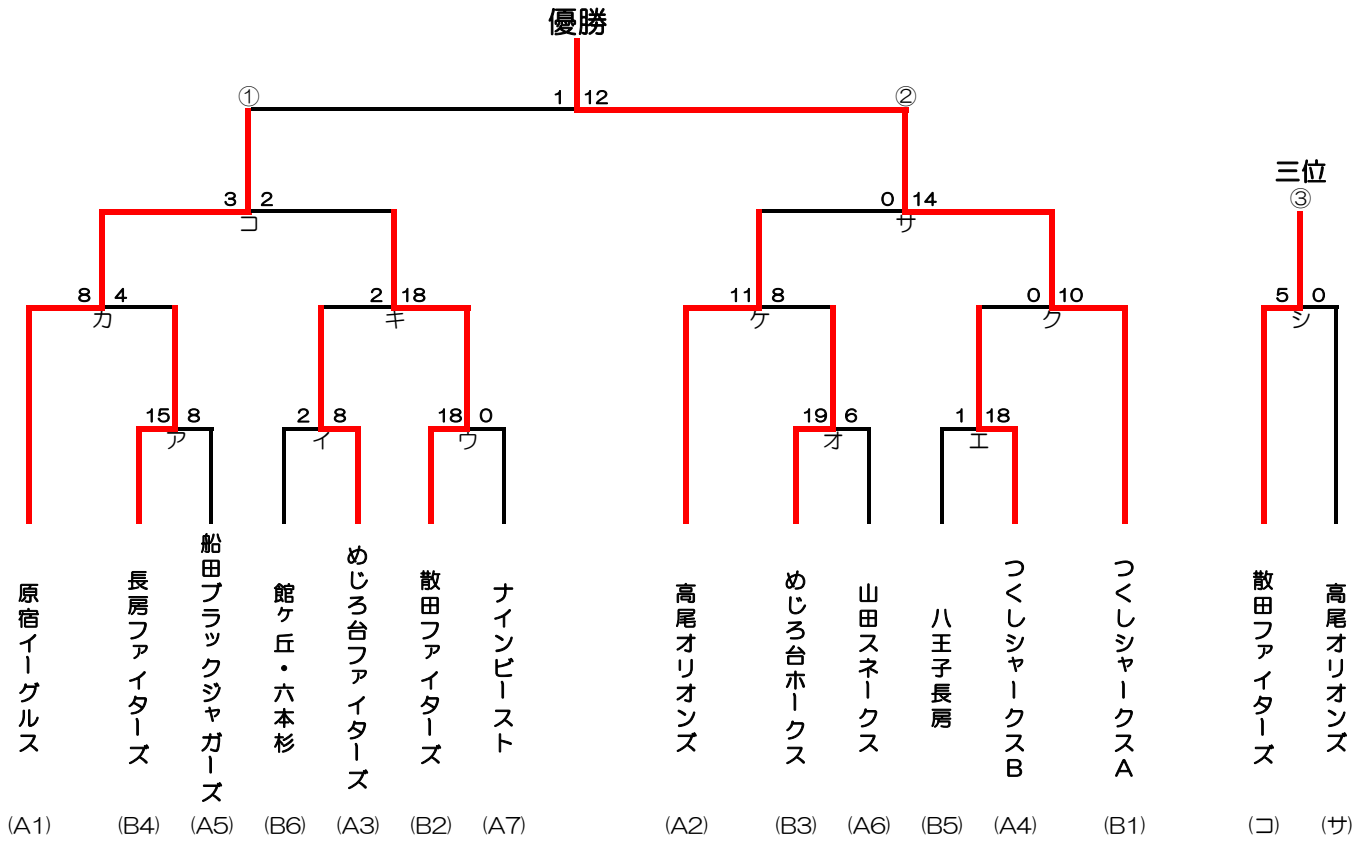 優勝
① 1 12 ②
三位
③
3 2 0 14
コ サ
8 4 2 18 11 8 0 10 5 0
カ キ ケ ク シ
15 8 2 8 18 0 19 6 1 18
ア イ ウ オ エ
原宿イーグルス
長房ファイターズ
船田ブラックジャガーズ
館ヶ丘・六本杉
めじろ台ファイターズ
散田ファイターズ
ナインビースト
高尾オリオンズ
めじろ台ホークス
山田スネークス
八王子長房
つくしシャークスB
つくしシャークスA
散田ファイターズ
高尾オリオンズ
(A1) (B4) (A5) (B6) (A3) (B2) (A7) (A2) (B3) (A6) (B5) (A4) (B1) (コ) (サ)